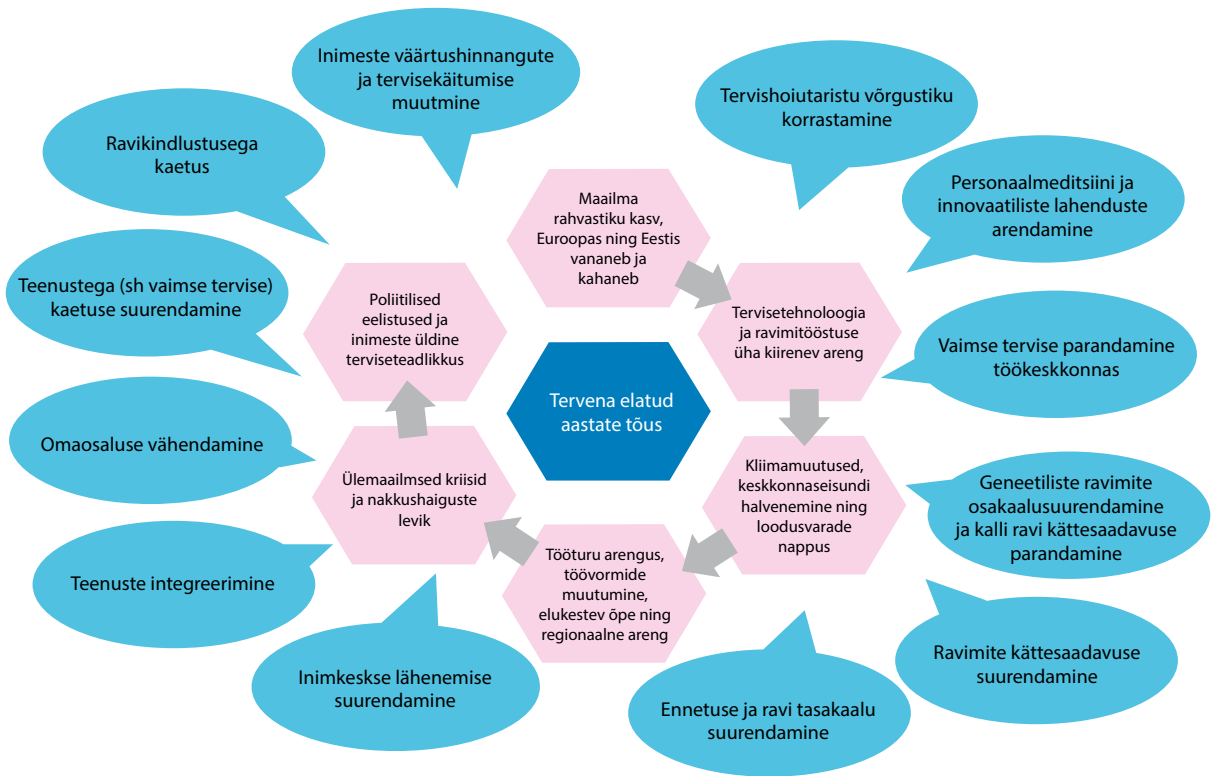 Inimeste väärtushinnangute
ja tervisekäitumise
muutmine
Tervishoiutaristu võrgustiku
korrastamine
Ravikindlustusega
kaetus
Personaalmeditsiini ja
innovaatiliste lahenduste
arendamine
Maailma
rahvastiku kasv,
Euroopas ning Eestis
vananeb ja
kahaneb
Teenustega (sh vaimse tervise)
kaetuse suurendamine
Poliitilised
eelistused ja
inimeste üldine
terviseteadlikkus
Tervisetehnoloogia
ja ravimitööstuse
üha kiirenev areng
Vaimse tervise parandamine
töökeskkonnas
Tervena elatud
aastate tõus
Omaosaluse vähendamine
Ülemaailmsed kriisid
ja nakkushaiguste
levik
Kliimamuutused,
keskkonnaseisundi
halvenemine ning
loodusvarade
nappus
Geneetiliste ravimite
osakaalusuurendamine
ja kalli ravi kättesaadavuse
parandamine
Teenuste integreerimine
Tööturu arengus,
töövormide
muutumine,
elukestev õpe ning
regionaalne areng
Inimkeskse lähenemise
suurendamine
Ennetuse ja ravi tasakaalu
suurendamine
Ravimite kättesaadavuse
suurendamine